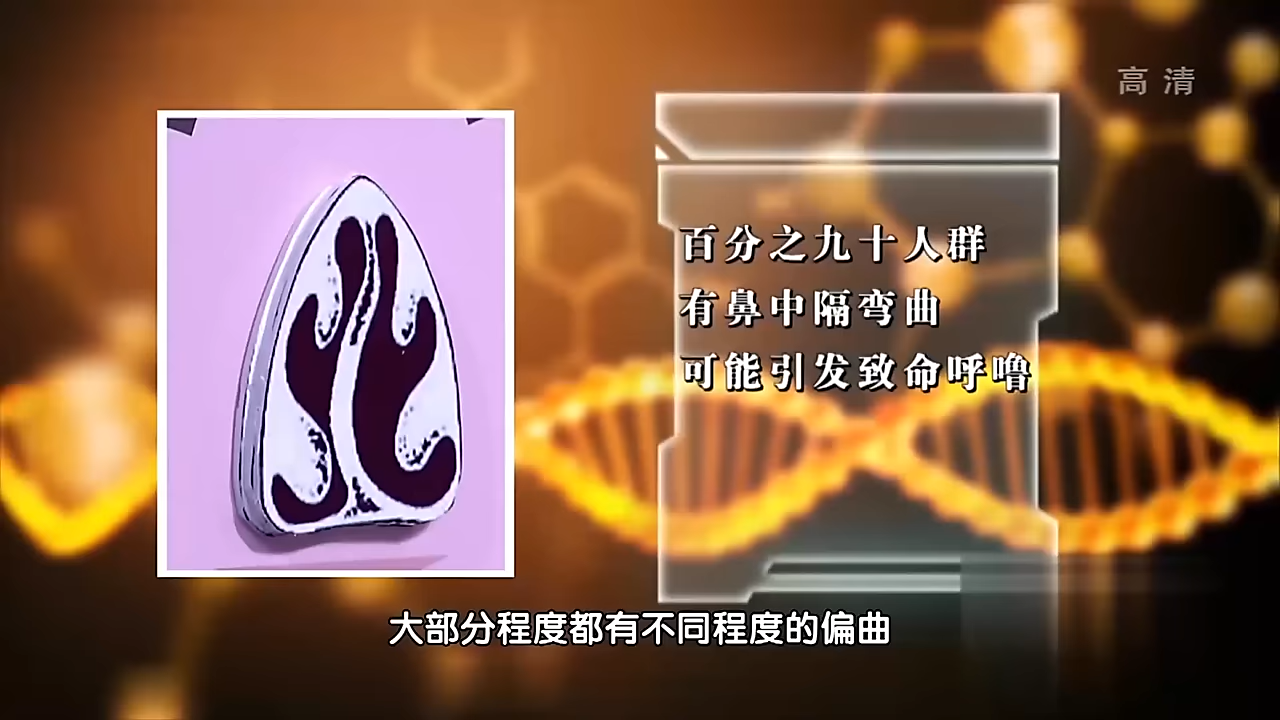 高清
百分之九十人群
有鼻中隔弯曲
可能引发致命呼噜
大部分程度都有不同程度的偏曲